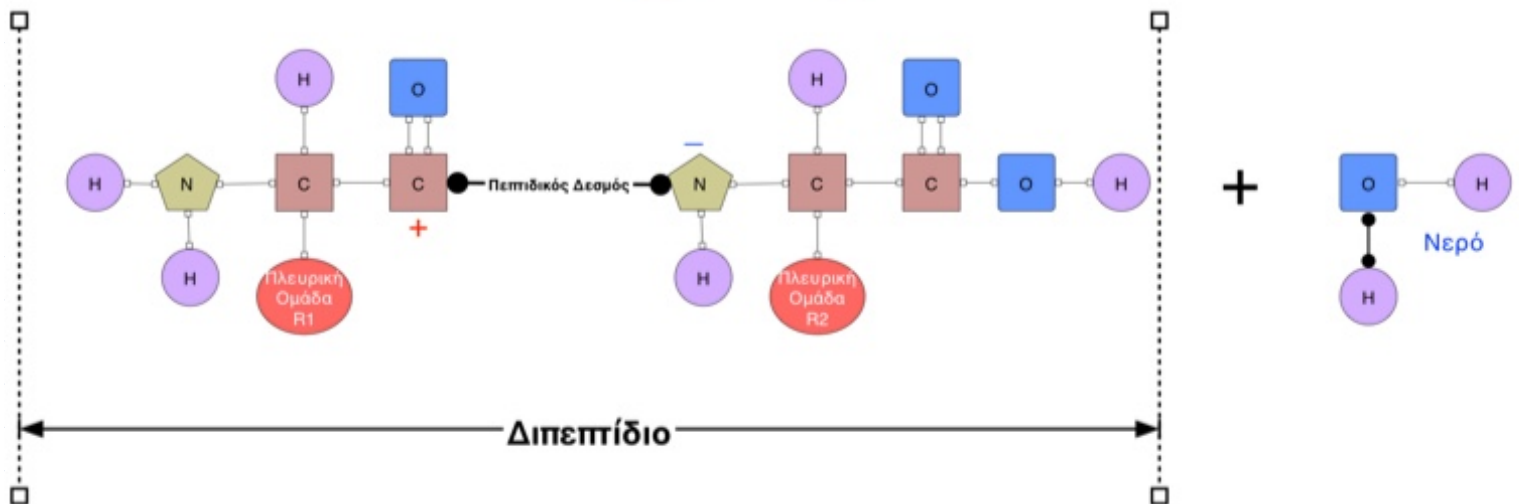 H O H O
H N C C Πεπτιδικός Δεσμός N C C O H + O H
– +
Νερό
H Πλευρική Ομάδα R1 H Πλευρική Ομάδα R2 H
Διπεπτίδιο